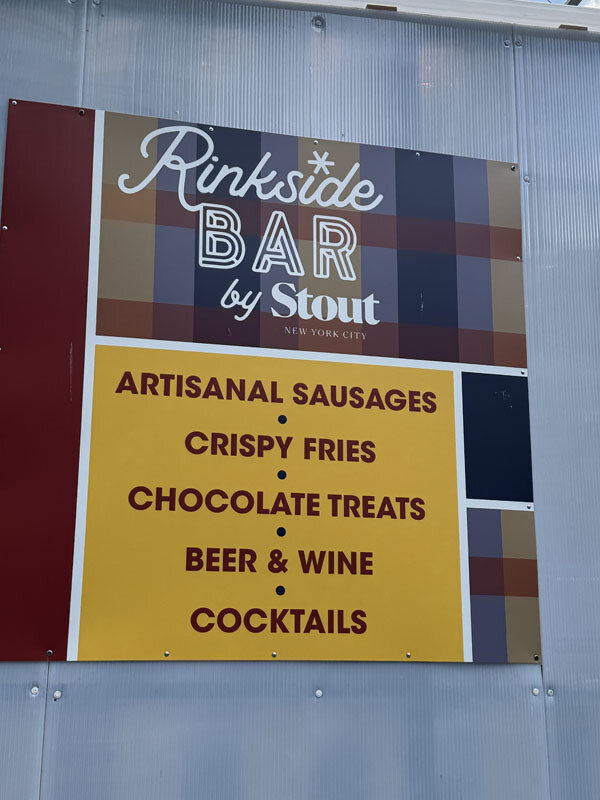 Rinkside
BAR
by Stout
NEW YORK CITY
ARTISANAL SAUSAGES
•
CRISPY FRIES
•
CHOCOLATE TREATS
•
BEER & WINE
•
COCKTAILS